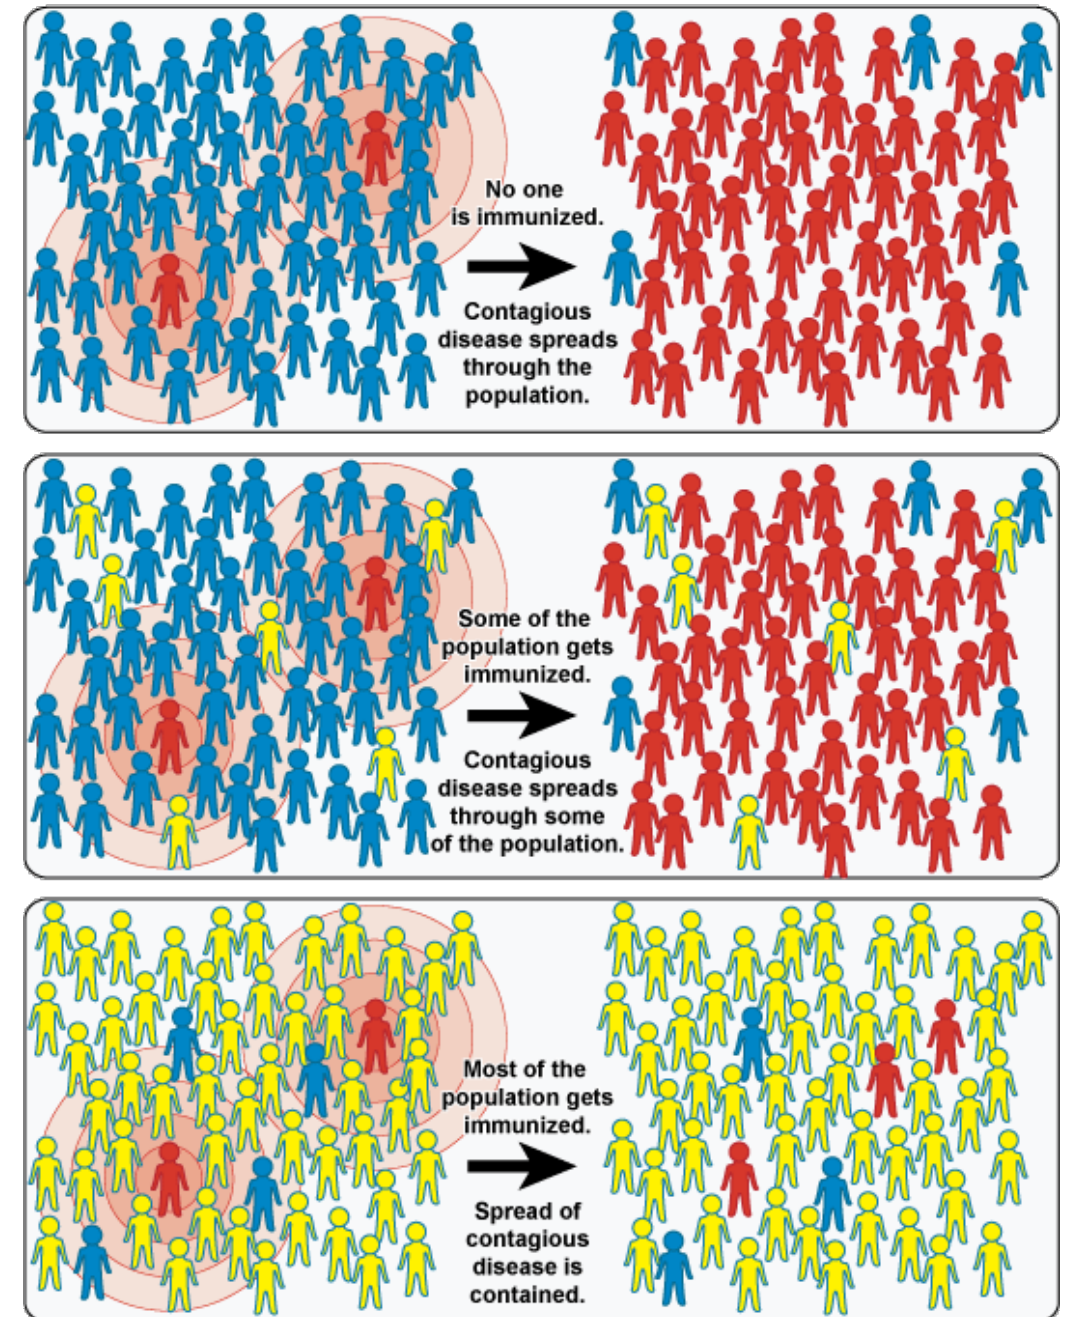 No one
is immunized.
Contagious
disease spreads
through the
population.
Some of the
population gets
immunized.
Contagious
disease spreads
through some
of the population.
Most of the
population gets
immunized.
Spread of
contagious
disease is
contained.